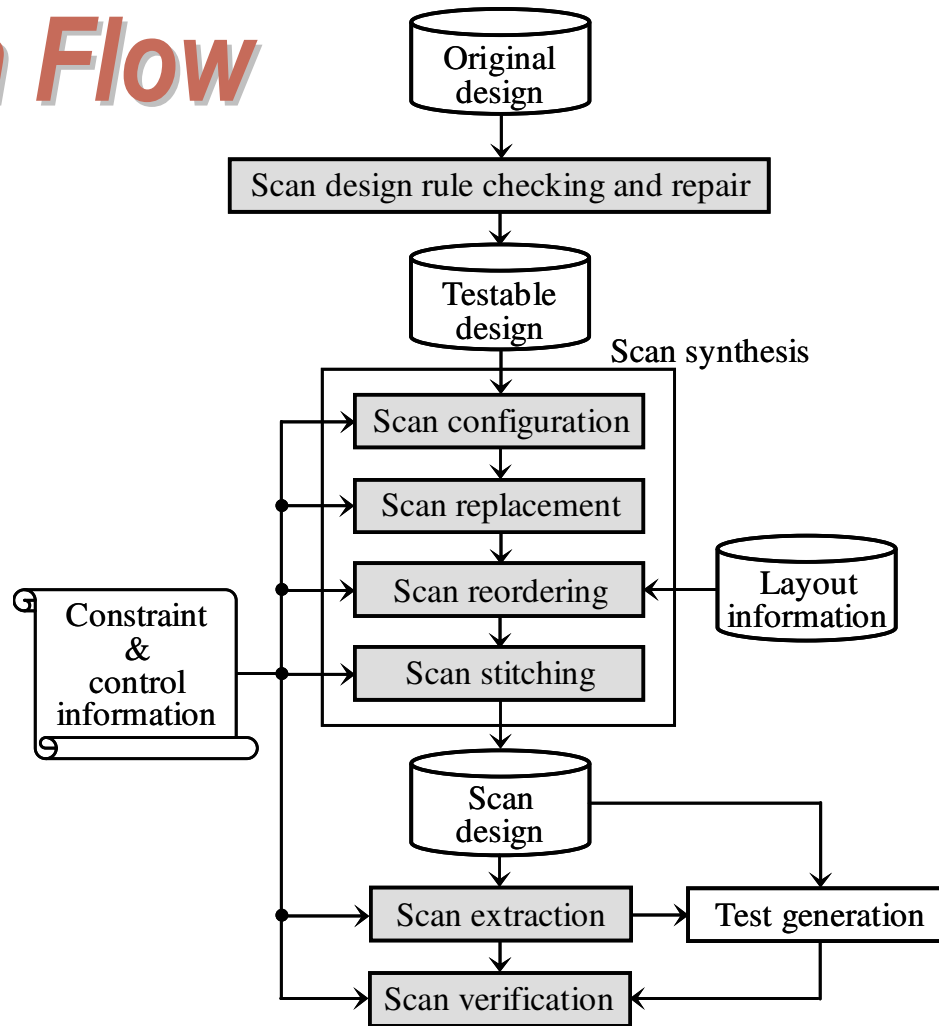 Flow
Original
design
Scan design rule checking and repair
Testable
design
Scan synthesis
Scan configuration
Scan replacement
Scan reordering
Layout
information
Constraint
&
control
information
Scan stitching
Scan
design
Scan extraction
Test generation
Scan verification